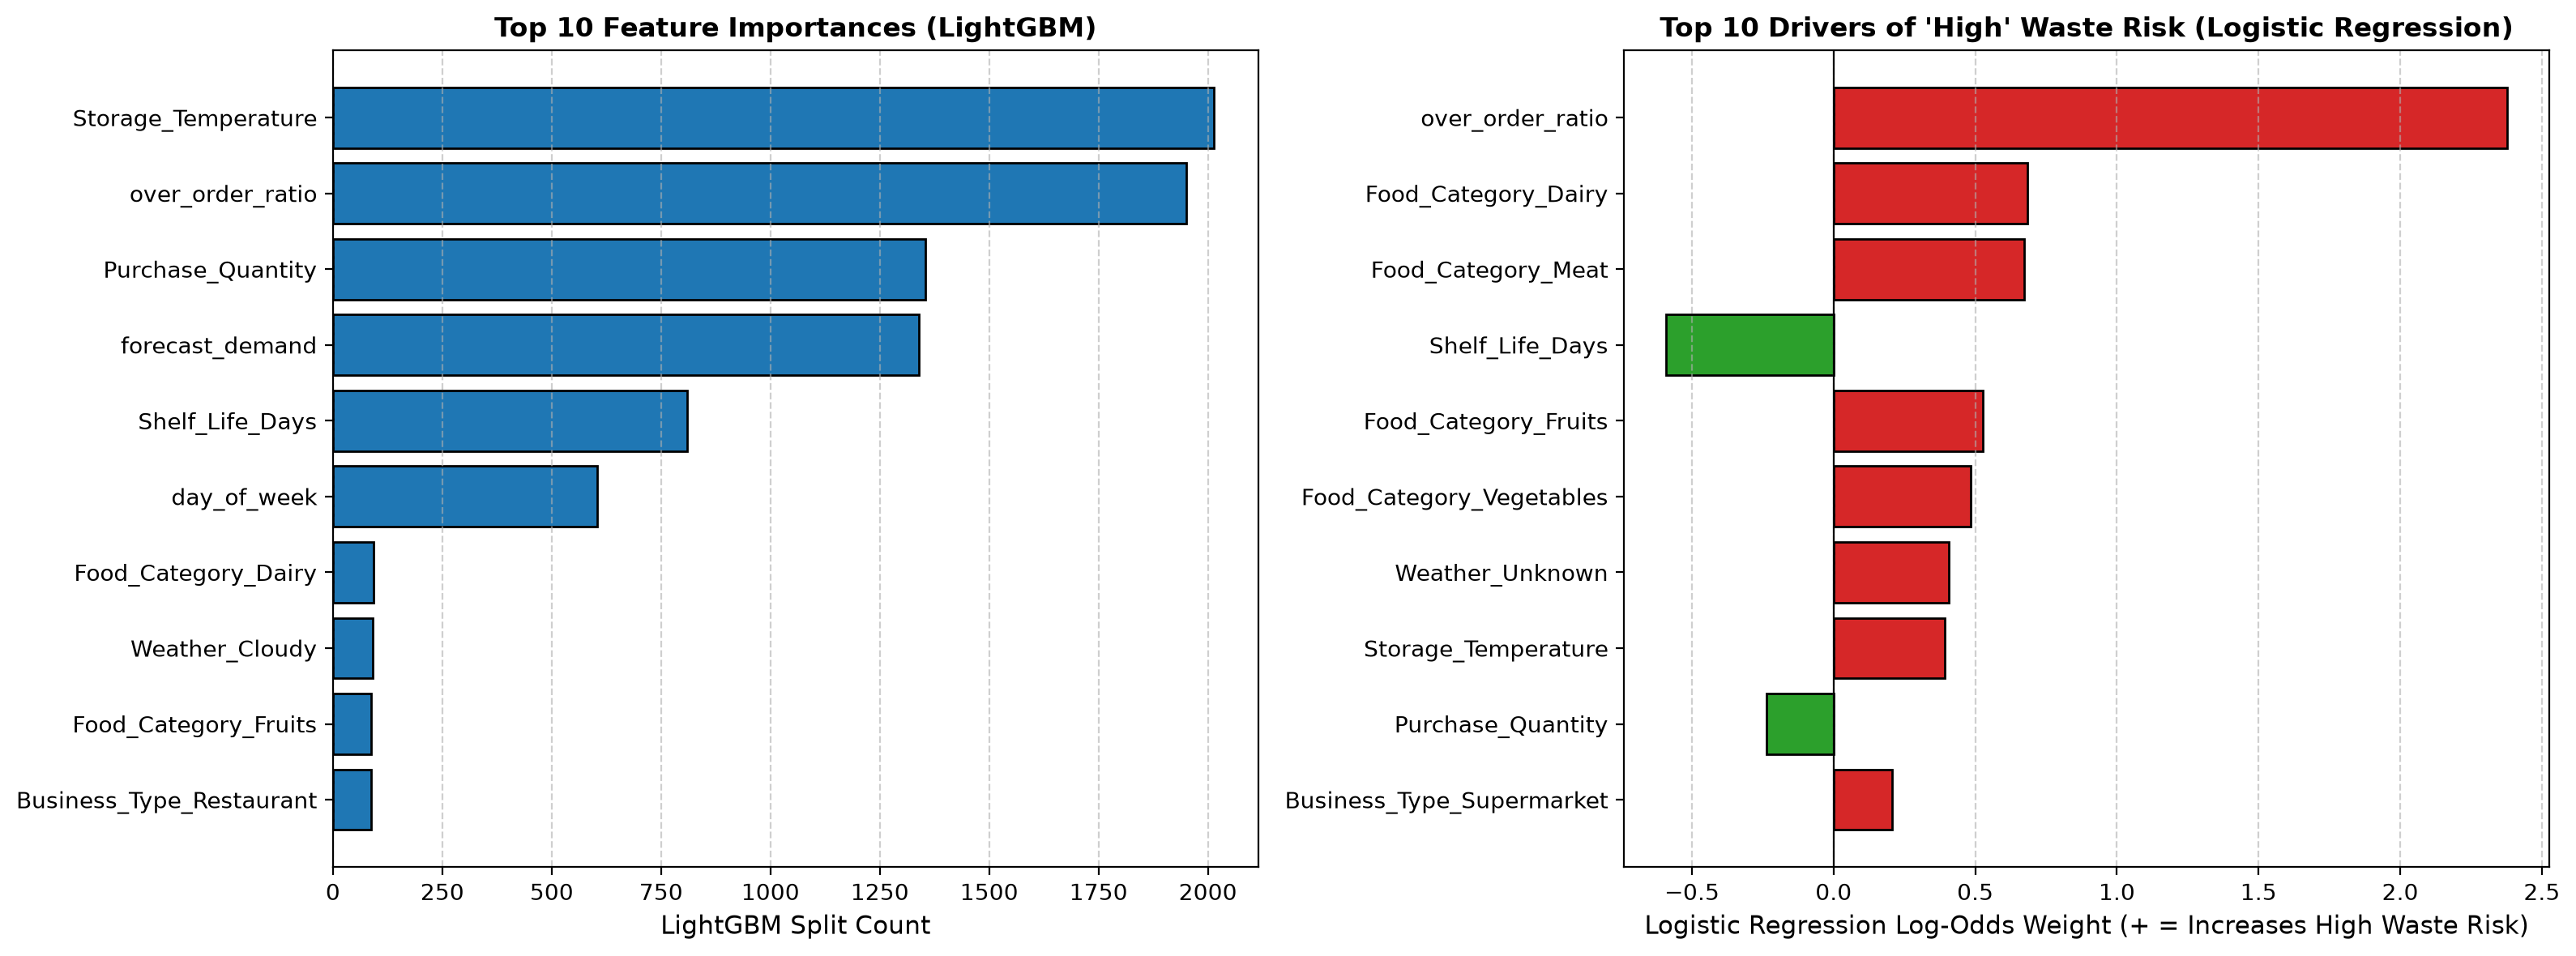 Top 10 Feature Importances (LightGBM)
Storage_Temperature
over_order_ratio
Purchase_Quantity
forecast_demand
Shelf_Life_Days
day_of_week
Food_Category_Dairy
Weather_Cloudy
Food_Category_Fruits
Business_Type_Restaurant
0 250 500 750 1000 1250 1500 1750 2000
LightGBM Split Count
Top 10 Drivers of 'High' Waste Risk (Logistic Regression)
over_order_ratio
Food_Category_Dairy
Food_Category_Meat
Shelf_Life_Days
Food_Category_Fruits
Food_Category_Vegetables
Weather_Unknown
Storage_Temperature
Purchase_Quantity
Business_Type_Supermarket
−0.5 0.0 0.5 1.0 1.5 2.0 2.5
Logistic Regression Log-Odds Weight (+ = Increases High Waste Risk)